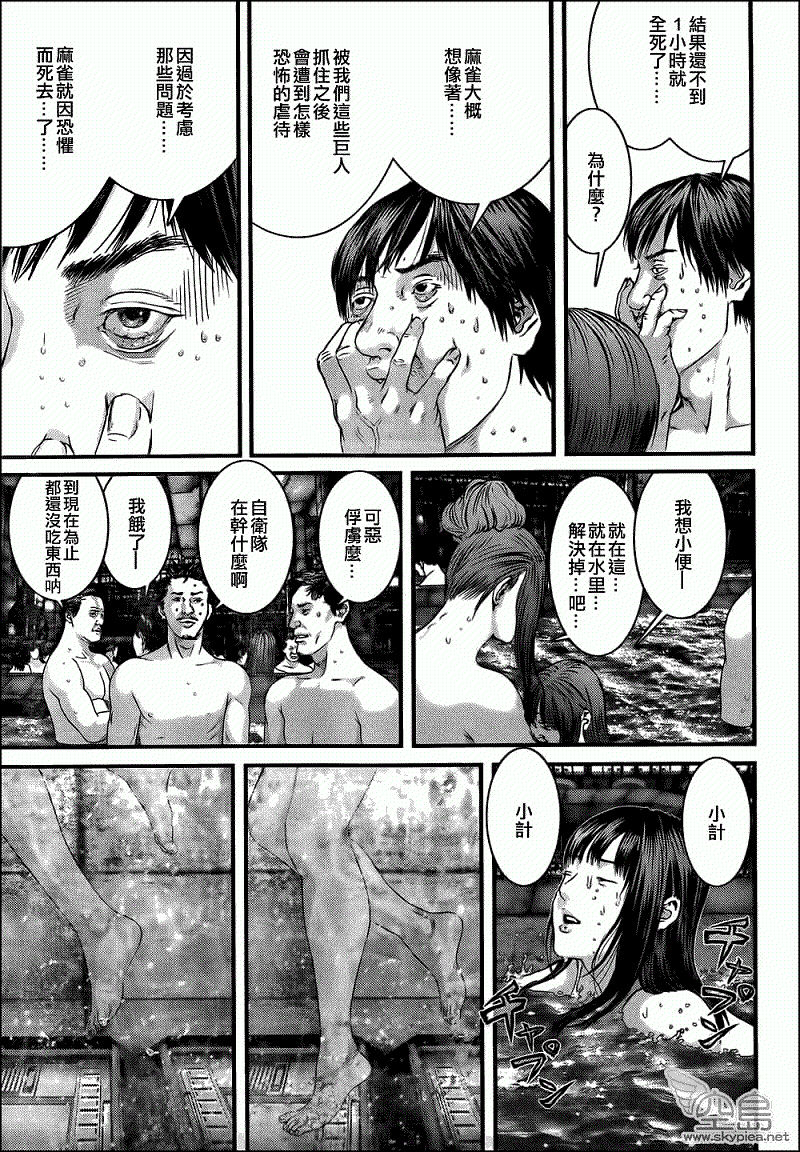 結果還不到
1小時就
全死了……
為什麼?
麻雀大概
想像著…
被我們這些巨人
抓住之後
會遭到怎樣
恐怖的虐待
因過於考慮
那些問題…
麻雀就因恐懼
而死去…了……
我想小便—
就在這…
就在水里…
解決掉…吧…
可惡
俘虜麼…
自衛隊
在幹什麼啊
我餓了—
到現在為止
都還沒吃東西吶
小計
小計
チャプン
チャプン
空島
www.skypiea.net